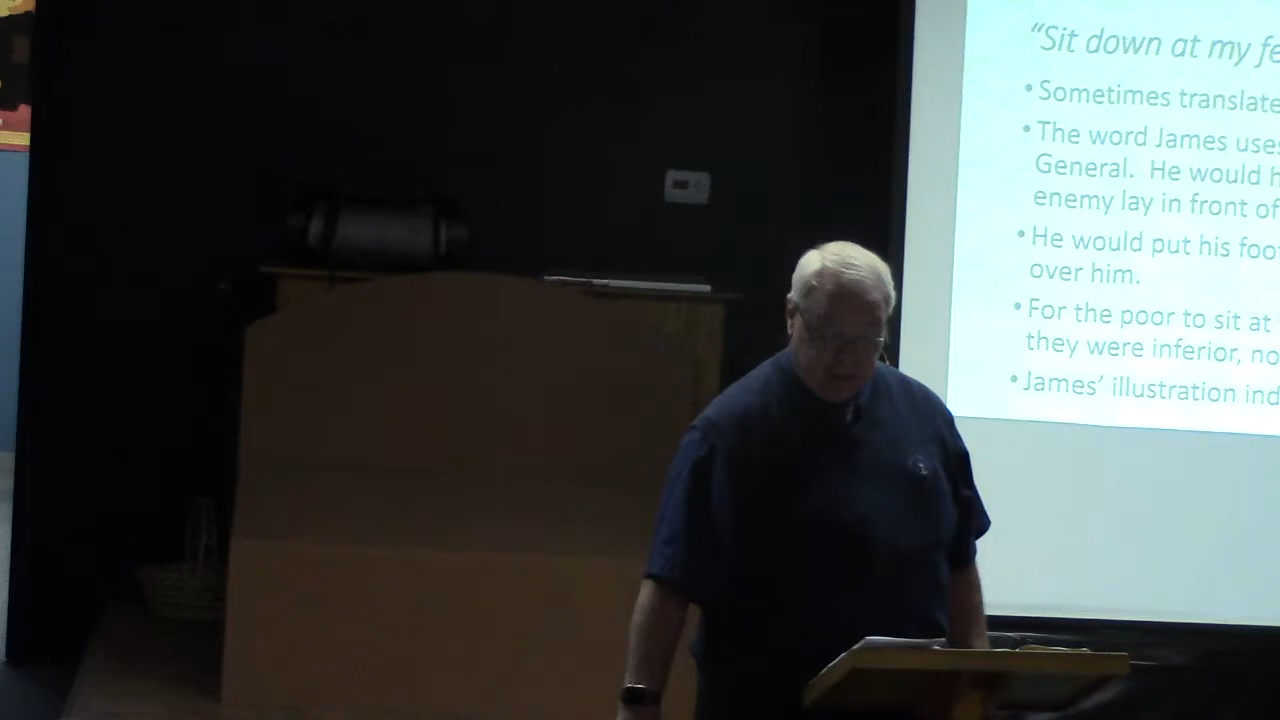 “Sit down at my fe
•Sometimes translate
•The word James uses
General. He would h
enemy lay in front of
•He would put his foo
over him.
•For the poor to sit at
they were inferior, no
•James’ illustration ind